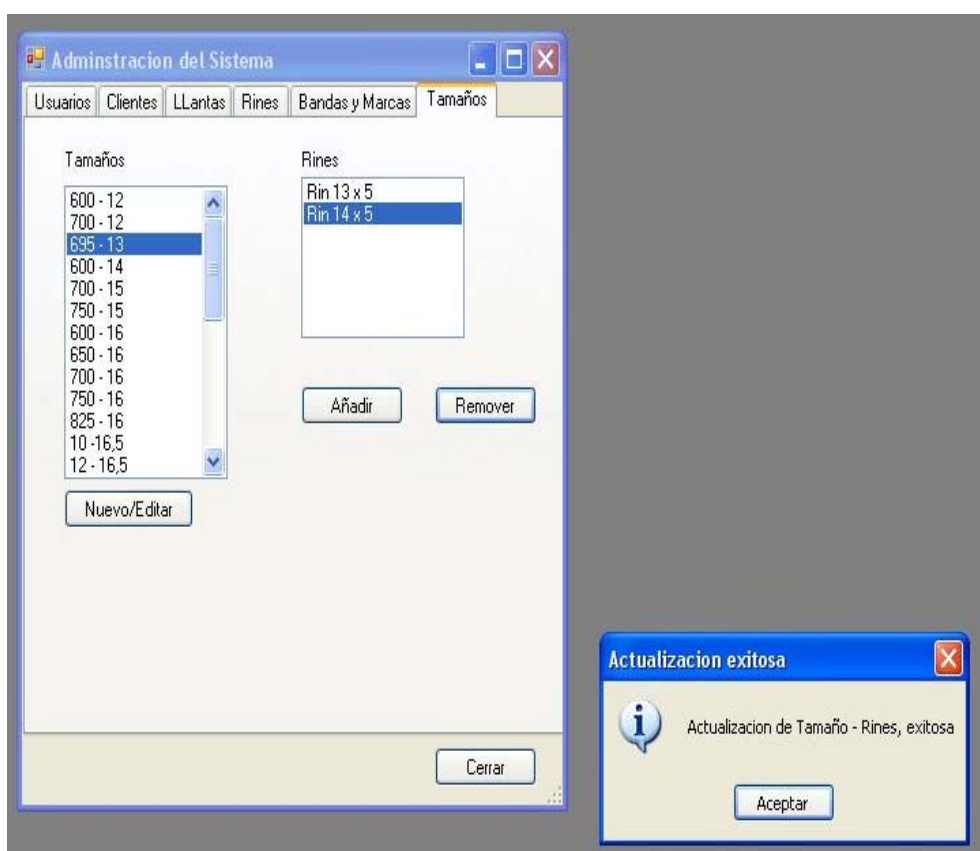 Adminstracion del Sistema
Usuarios Clientes LLantas Rines Bandas y Marcas Tamaños
Tamaños
600 - 12
700 - 12
695 - 13
600 - 14
700 - 15
750 - 15
600 - 16
650 - 16
700 - 16
750 - 16
825 - 16
10 -16,5
12 - 16,5
Nuevo/Editar
Rines
Rin 13 x 5
Rin 14 x 5
Añadir Remover
Cerrar
Actualizacion exitosa
Actualizacion de Tamaño - Rines, exitosa
Aceptar